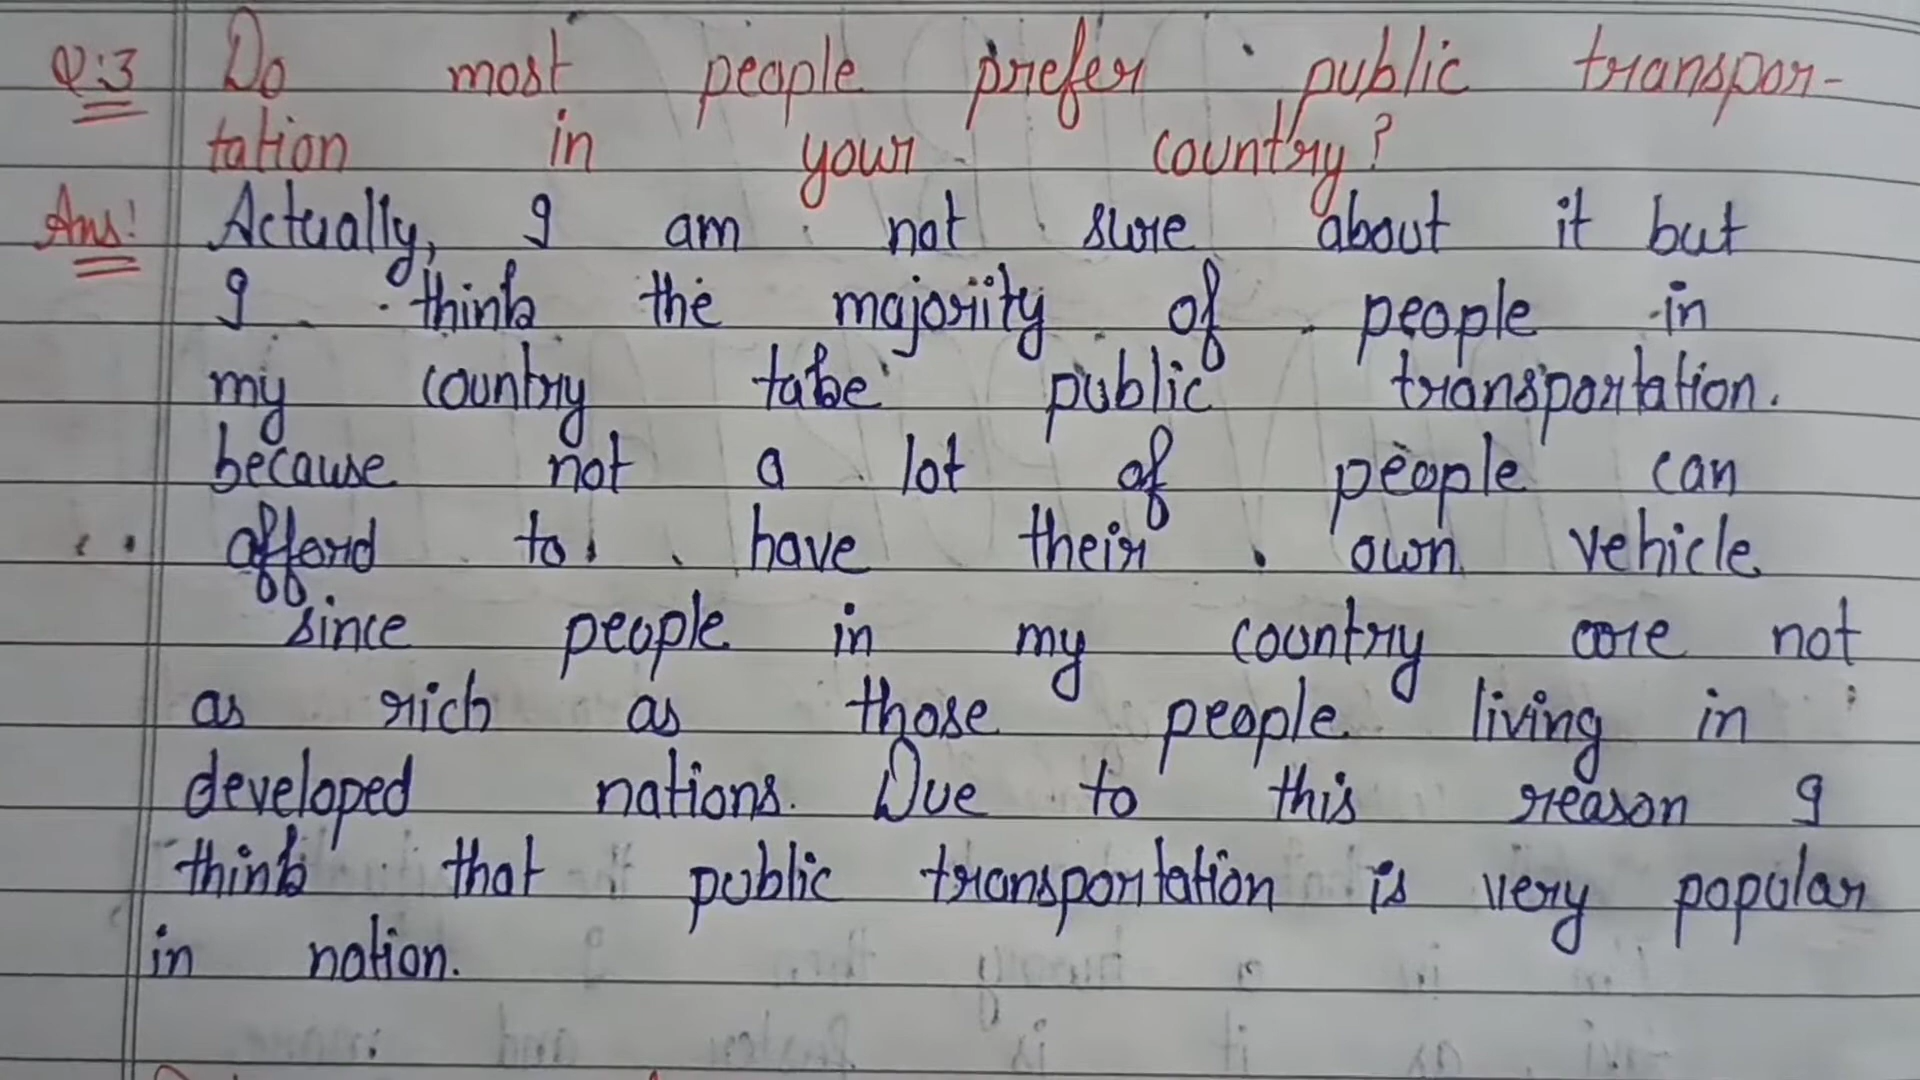 Q:3 Do most people prefer public transpor-
tation in your country?
Ans: Actually, I am not sure about it but
I think the majoriity of people in
my country take public transportation.
because not a lot of people can
afford to have their own vehicle
since people in my country are not
as rich as those people living in
developed nations. Due to this reason I
think that public transportation is very popular
in nation.